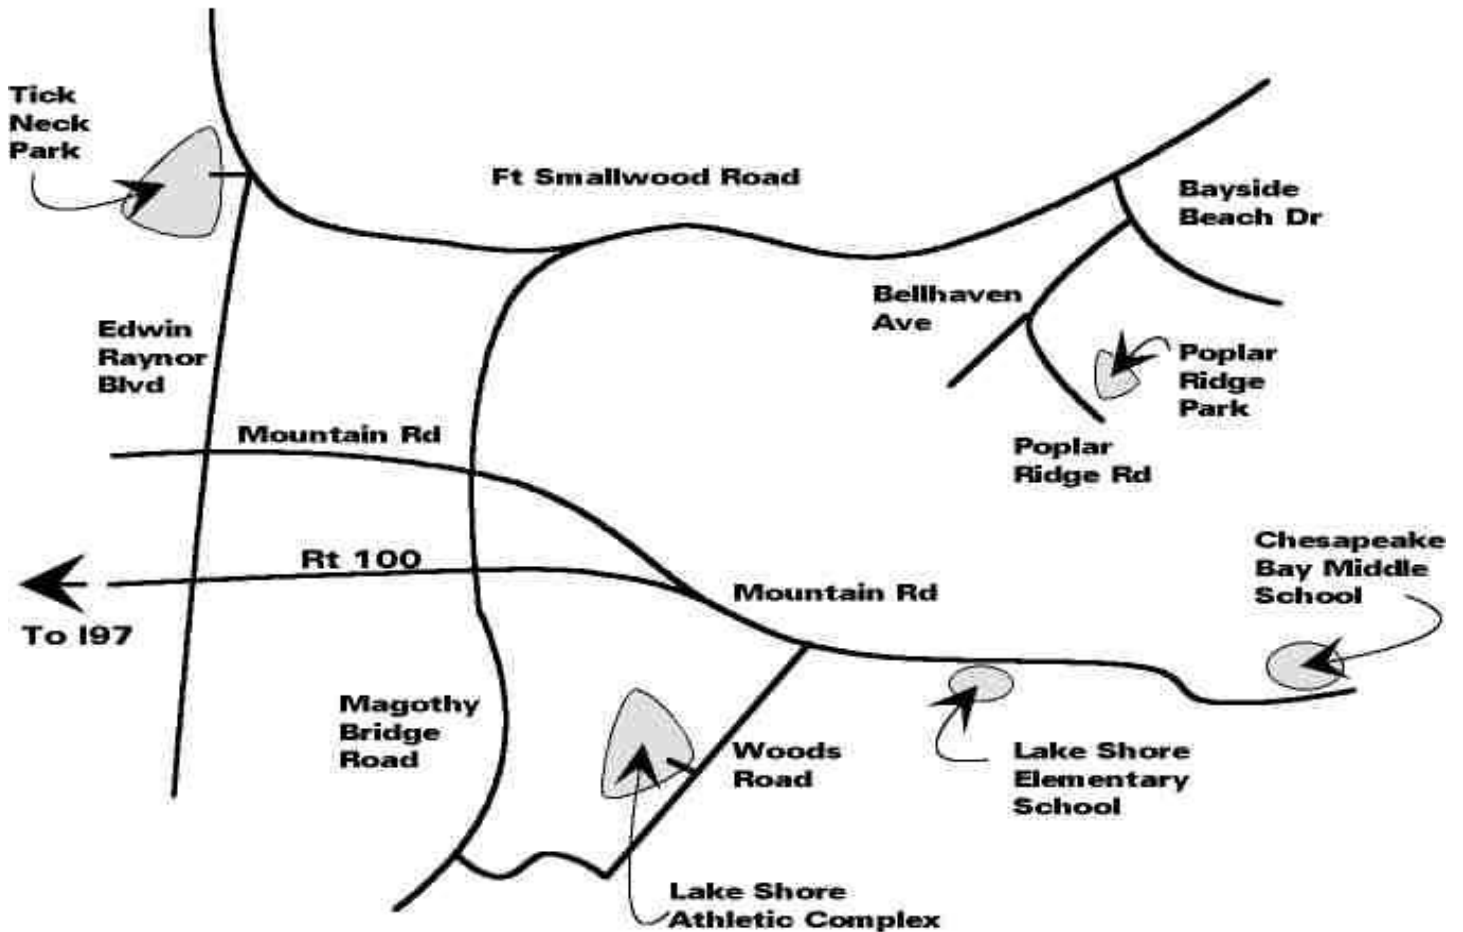 Tick
Neck
Park
Ft Smallwood Road
Bayside
Beach Dr
Bellhaven
Ave
Edwin
Raynor
Blvd
Poplar
Ridge
Park
Mountain Rd
Poplar
Ridge Rd
Rt 100
Chesapeake
Bay Middle
School
Mountain Rd
To I97
Magothy
Bridge
Road
Woods
Road
Lake Shore
Elementary
School
Lake Shore
Athletic Complex